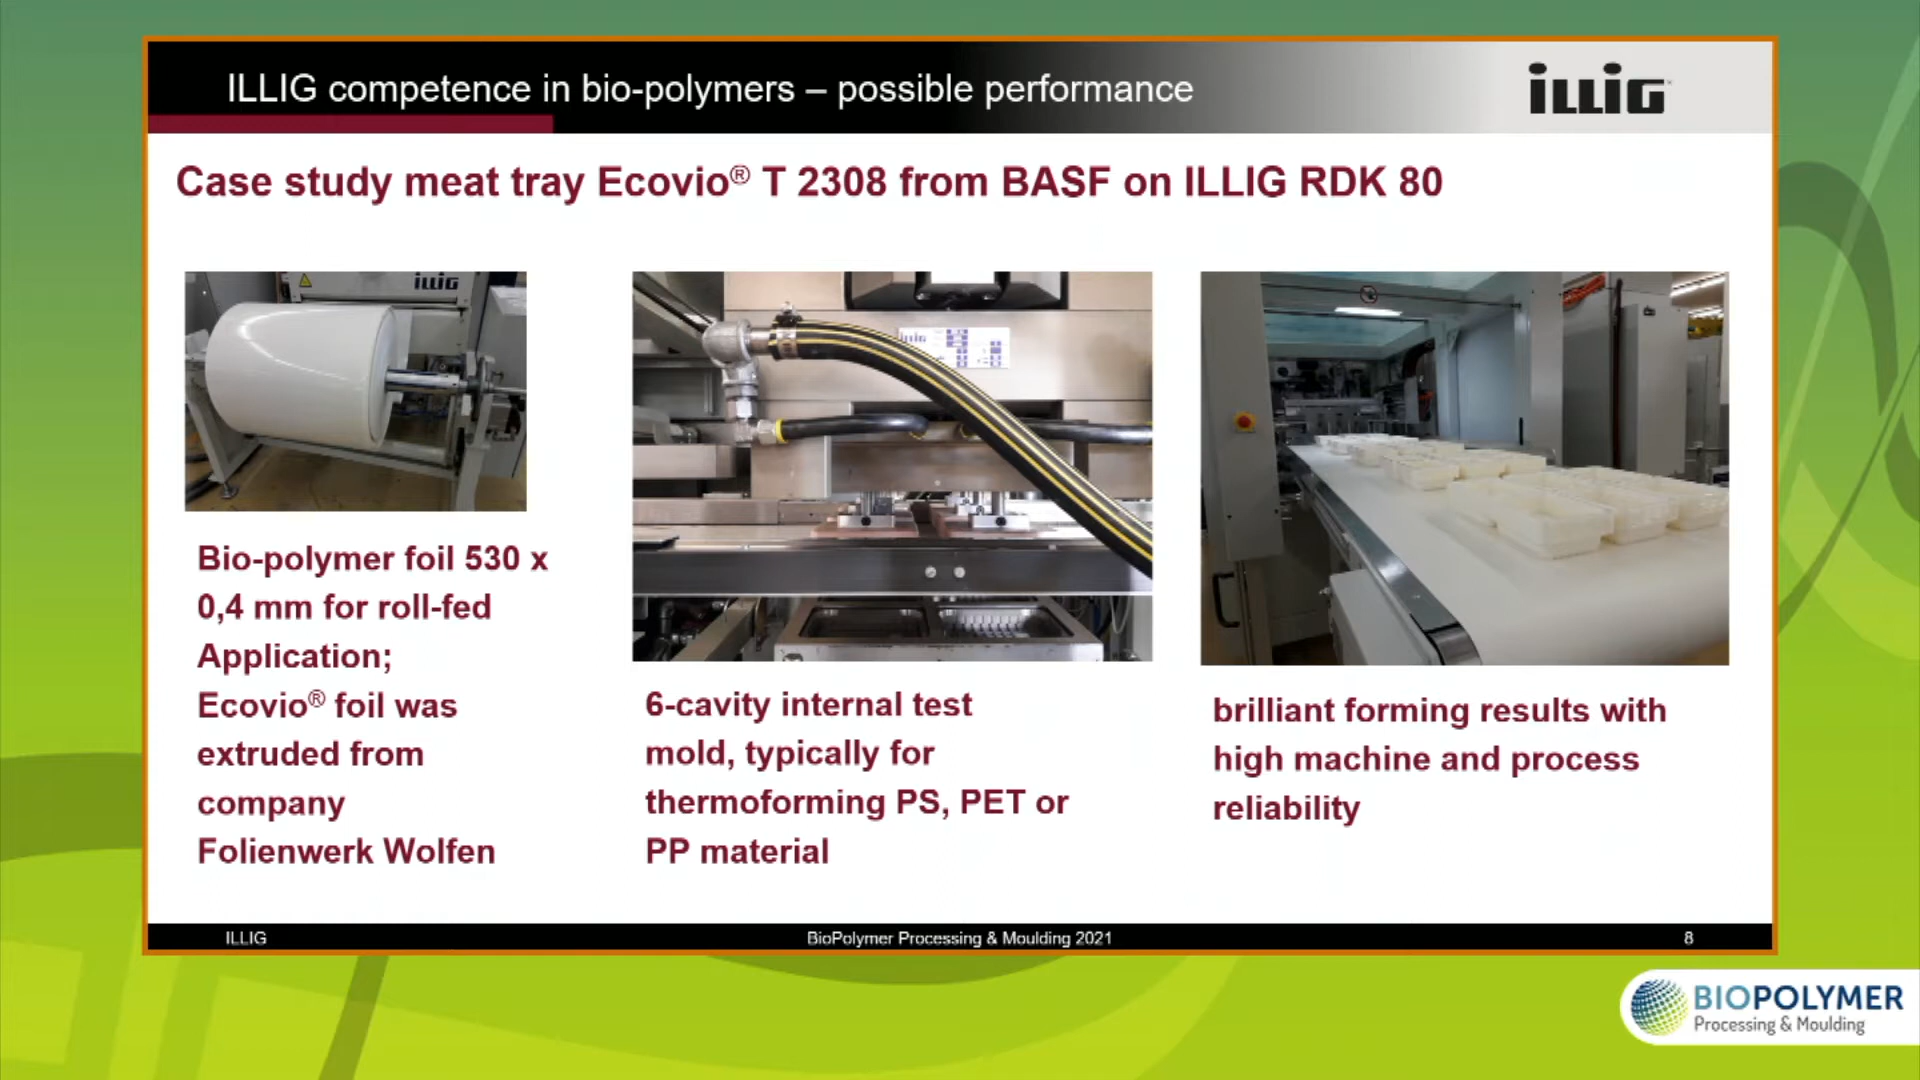 ILLIG competence in bio-polymers – possible performance
ILLIG
Case study meat tray Ecovio® T 2308 from BASF on ILLIG RDK 80
ILLIG
Bio-polymer foil 530 x
0,4 mm for roll-fed
Application;
Ecovio® foil was
extruded from
company
Folienwerk Wolfen
6-cavity internal test
mold, typically for
thermoforming PS, PET or
PP material
brilliant forming results with
high machine and process
reliability
ILLIG
BioPolymer Processing & Moulding 2021
8
BIOPOLYMER
Processing & Moulding